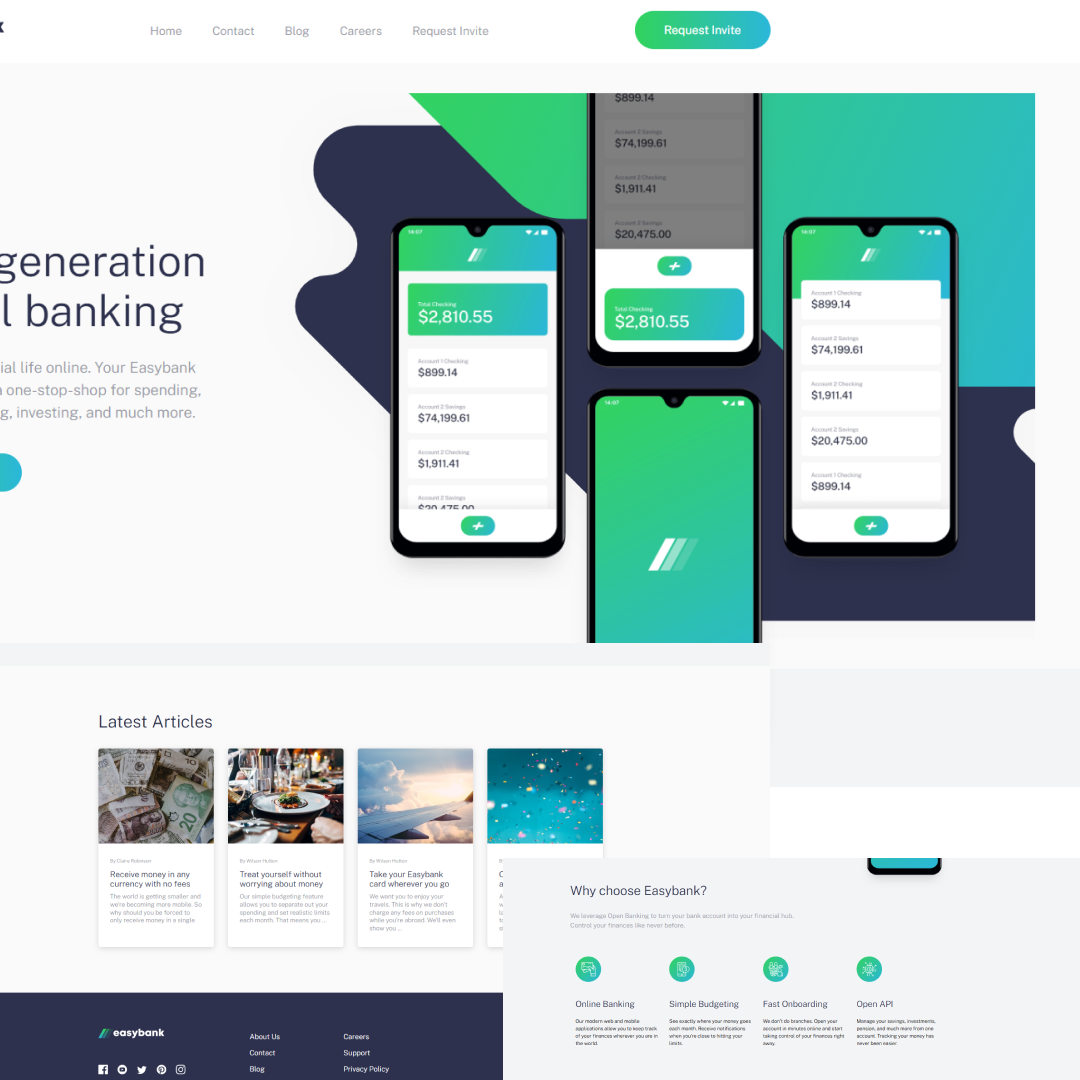 Home Contact Blog Careers Request Invite
Request Invite
generation
l banking
ial life online. Your Easybank
a one-stop-shop for spending,
g, investing, and much more.
14:07
Total Checking
$2,810.55
Account 1 Checking
$899.14
Account 2 Savings
$74,199.61
Account 2 Checking
$1,911.41
Account 2 Savings
$20,475.00
$899.14
Account 2 Savings
$74,199.61
Account 2 Checking
$1,911.41
Account 2 Savings
$20,475.00
Total Checking
$2,810.55
14:07
14:07
Account 1 Checking
$899.14
Account 2 Savings
$74,199.61
Account 2 Checking
$1,911.41
Account 2 Savings
$20,475.00
Account 1 Checking
$899.14
Latest Articles
By Claire Robinson
Receive money in any
currency with no fees
The world is getting smaller and
we're becoming more mobile. So
why should you be forced to
only receive money in a single
By Wilson Hutton
Treat yourself without
worrying about money
Our simple budgeting feature
allows you to separate out your
spending and set realistic limits
each month. That means you ...
By Wilson Hutton
Take your Easybank
card wherever you go
We want you to enjoy your
travels. This is why we don't
charge any fees on purchases
while you're abroad. We'll even
show you ...
Why choose Easybank?
We leverage Open Banking to turn your bank account into your financial hub.
Control your finances like never before.
Online Banking
Our modern web and mobile
applications allow you to keep track
of your finances wherever you are in
the world.
Simple Budgeting
See exactly where your money goes
each month. Receive notifications
when you're close to hitting your
limits.
Fast Onboarding
We don't do branches. Open your
account in minutes online and start
taking control of your finances right
away.
Open API
Manage your savings, investments,
pension, and much more from one
account. Tracking your money has
never been easier.
easybank
About Us
Contact
Blog
Careers
Support
Privacy Policy